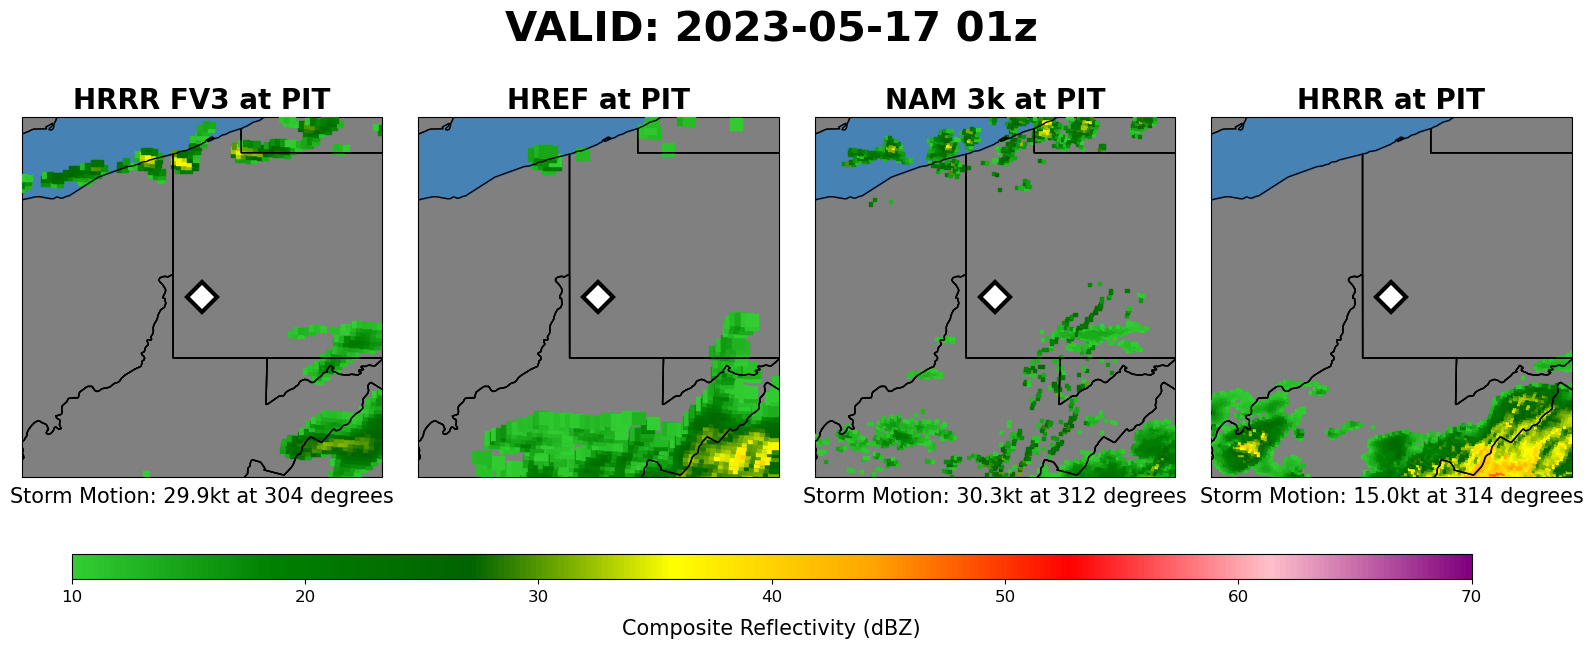 VALID: 2023-05-17 01z
HRRR FV3 at PIT
HREF at PIT
NAM 3k at PIT
HRRR at PIT
Storm Motion: 29.9kt at 304 degrees
Storm Motion: 30.3kt at 312 degrees
Storm Motion: 15.0kt at 314 degrees
10 20 30 40 50 60 70
Composite Reflectivity (dBZ)